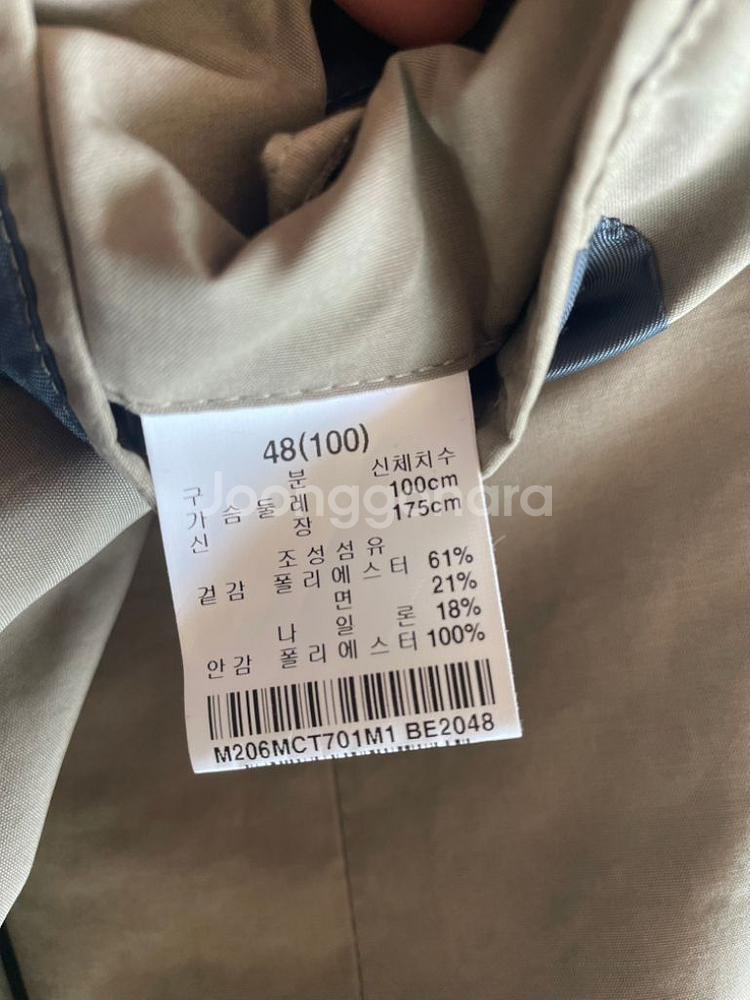 48(100)
구 분 신체치수
가 슴 둘 레 100cm
신 장 175cm
조성섬유
겉감 폴리에스터 61%
면 21%
나 일 론 18%
안감 폴리에스터 100%
M206MCT701M1 BE2048
Joonggonara